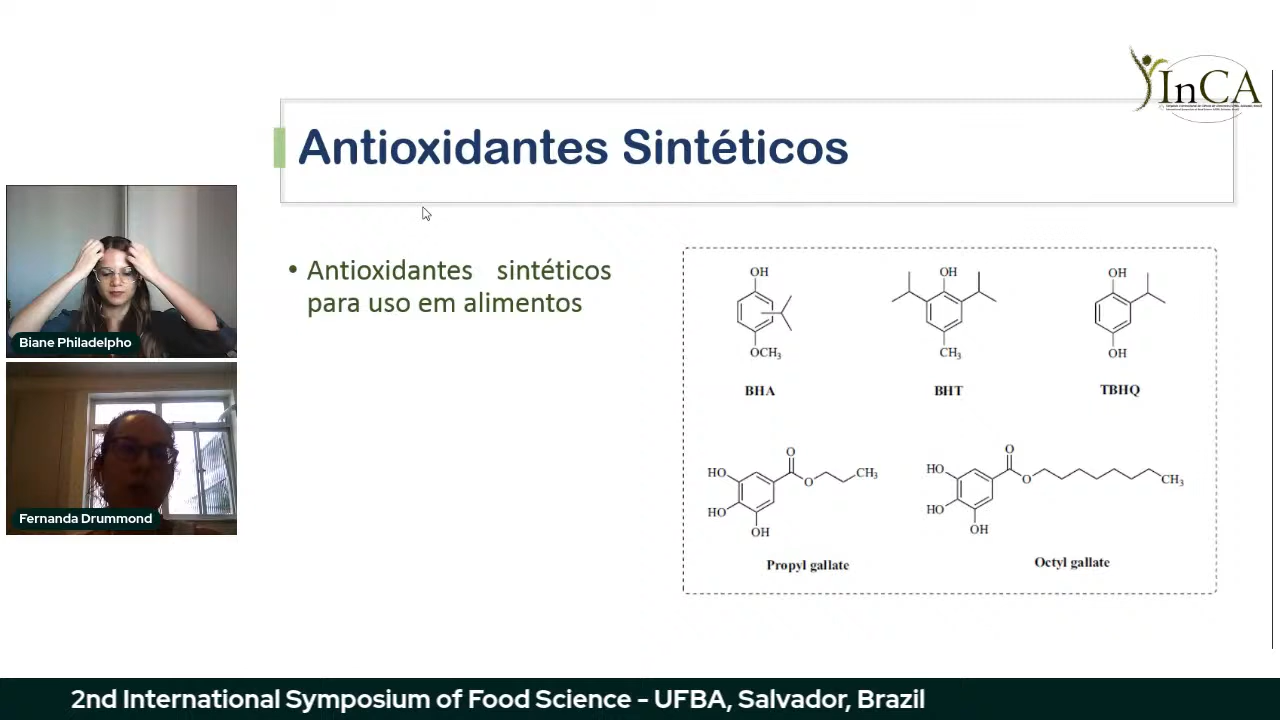 InCA
Antioxidantes Sintéticos
• Antioxidantes sintéticos
para uso em alimentos
Biane Philadelpho
Fernanda Drummond
OH
OCH3
BHA
OH
CH3
BHT
OH
OH
TBHQ
O
HO
HO
OH
O
CH3
Propyl gallate
O
HO
HO
OH
O
CH3
Octyl gallate
2nd International Symposium of Food Science - UFBA, Salvador, Brazil